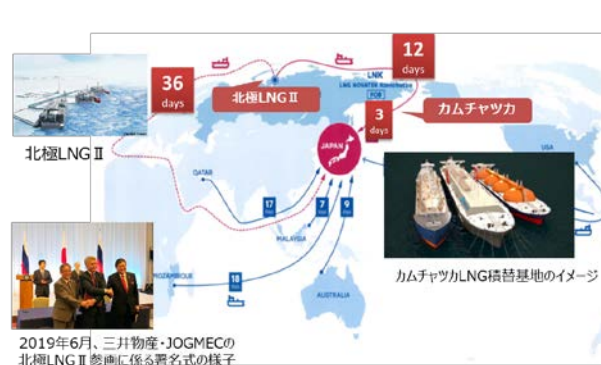 36
days
12
days
LNK
FOB
北極LNGⅡ
カムチャツカ
3
days
北極LNGⅡ
JAPAN
USA
QATAR
17
7
9
MALAYSIA
MOZAMBIQUE
18
AUSTRALIA
カムチャツカLNG積替基地のイメージ
2019年6月、三井物産・JOGMECの
北極LNGⅡ参画に係る署名式の様子